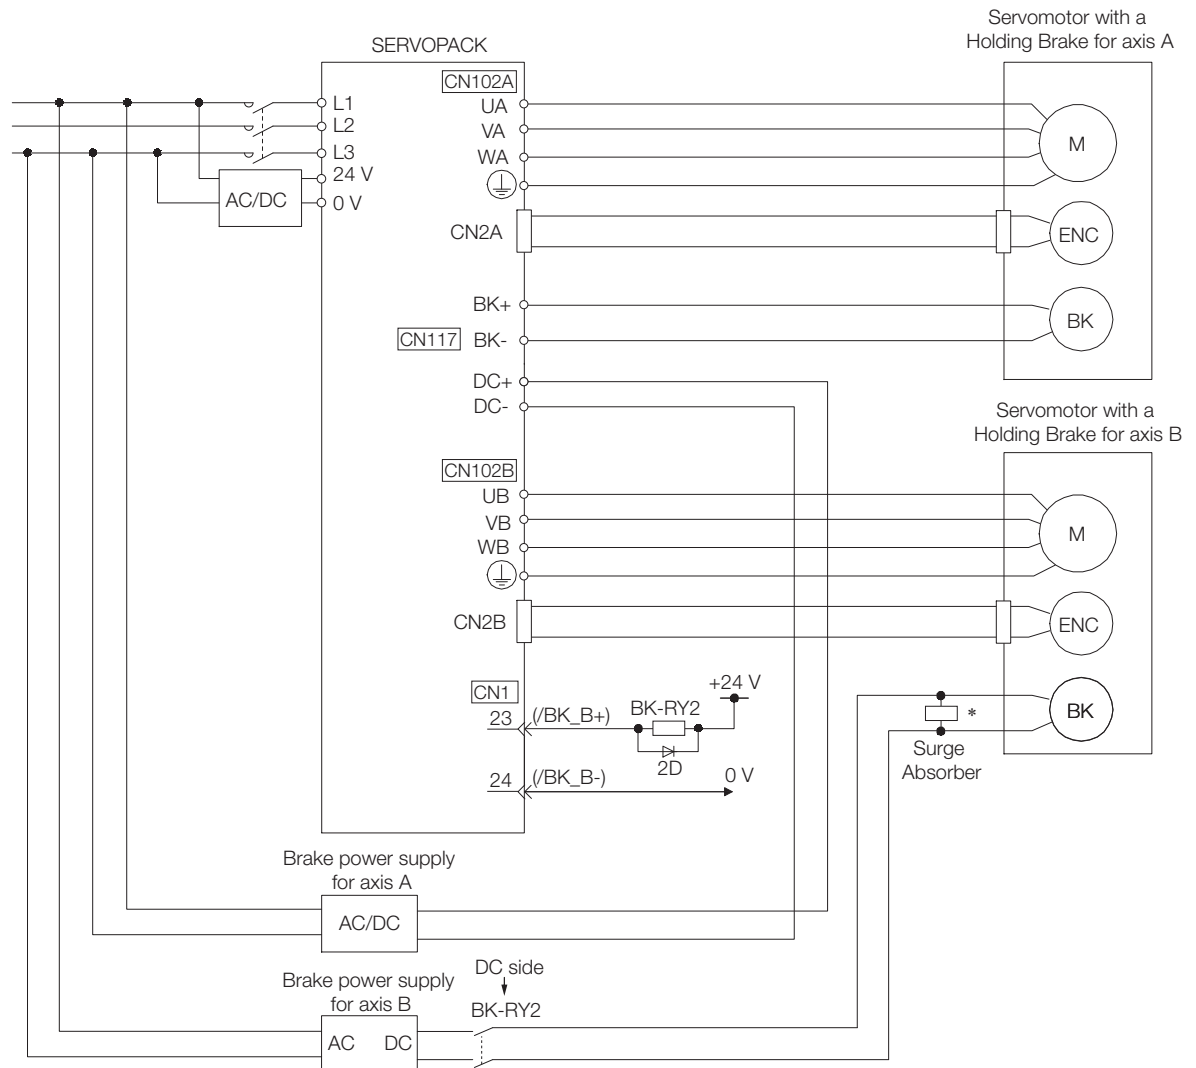 Servomotor with a
Holding Brake for axis A
SERVOPACK
CN102A
L1
UA
L2
VA
M
L3
WA
24 V
AC/DC
0 V
CN2A
ENC
BK+
BK
CN117
BK-
DC+
DC-
Servomotor with a
Holding Brake for axis B
CN102B
UB
VB
M
WB
CN2B
ENC
CN1
+24 V
23
(/BK_B+)
BK-RY2
*
BK
2D
Surge
Absorber
24
(/BK_B-)
0 V
Brake power supply
for axis A
AC/DC
DC side
Brake power supply
for axis B
BK-RY2
AC
DC